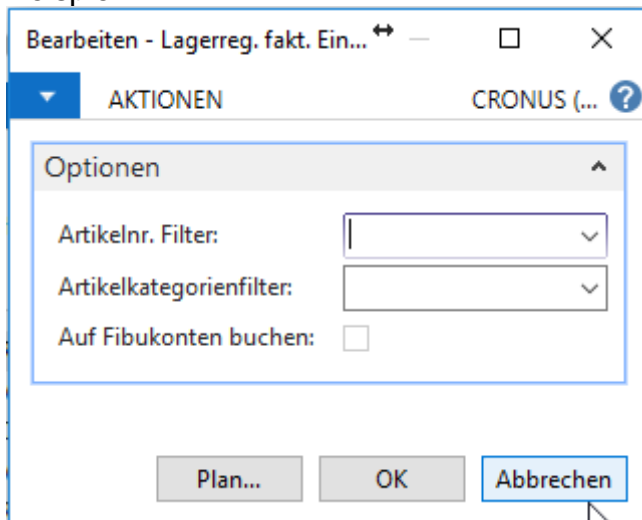 Bearbeiten - Lagerreg. fakt. Ein...
AKTIONEN CRONUS (... ?
Optionen
Artikelnr. Filter:
Artikelkategorienfilter:
Auf Fibukonten buchen:
Plan... OK Abbrechen